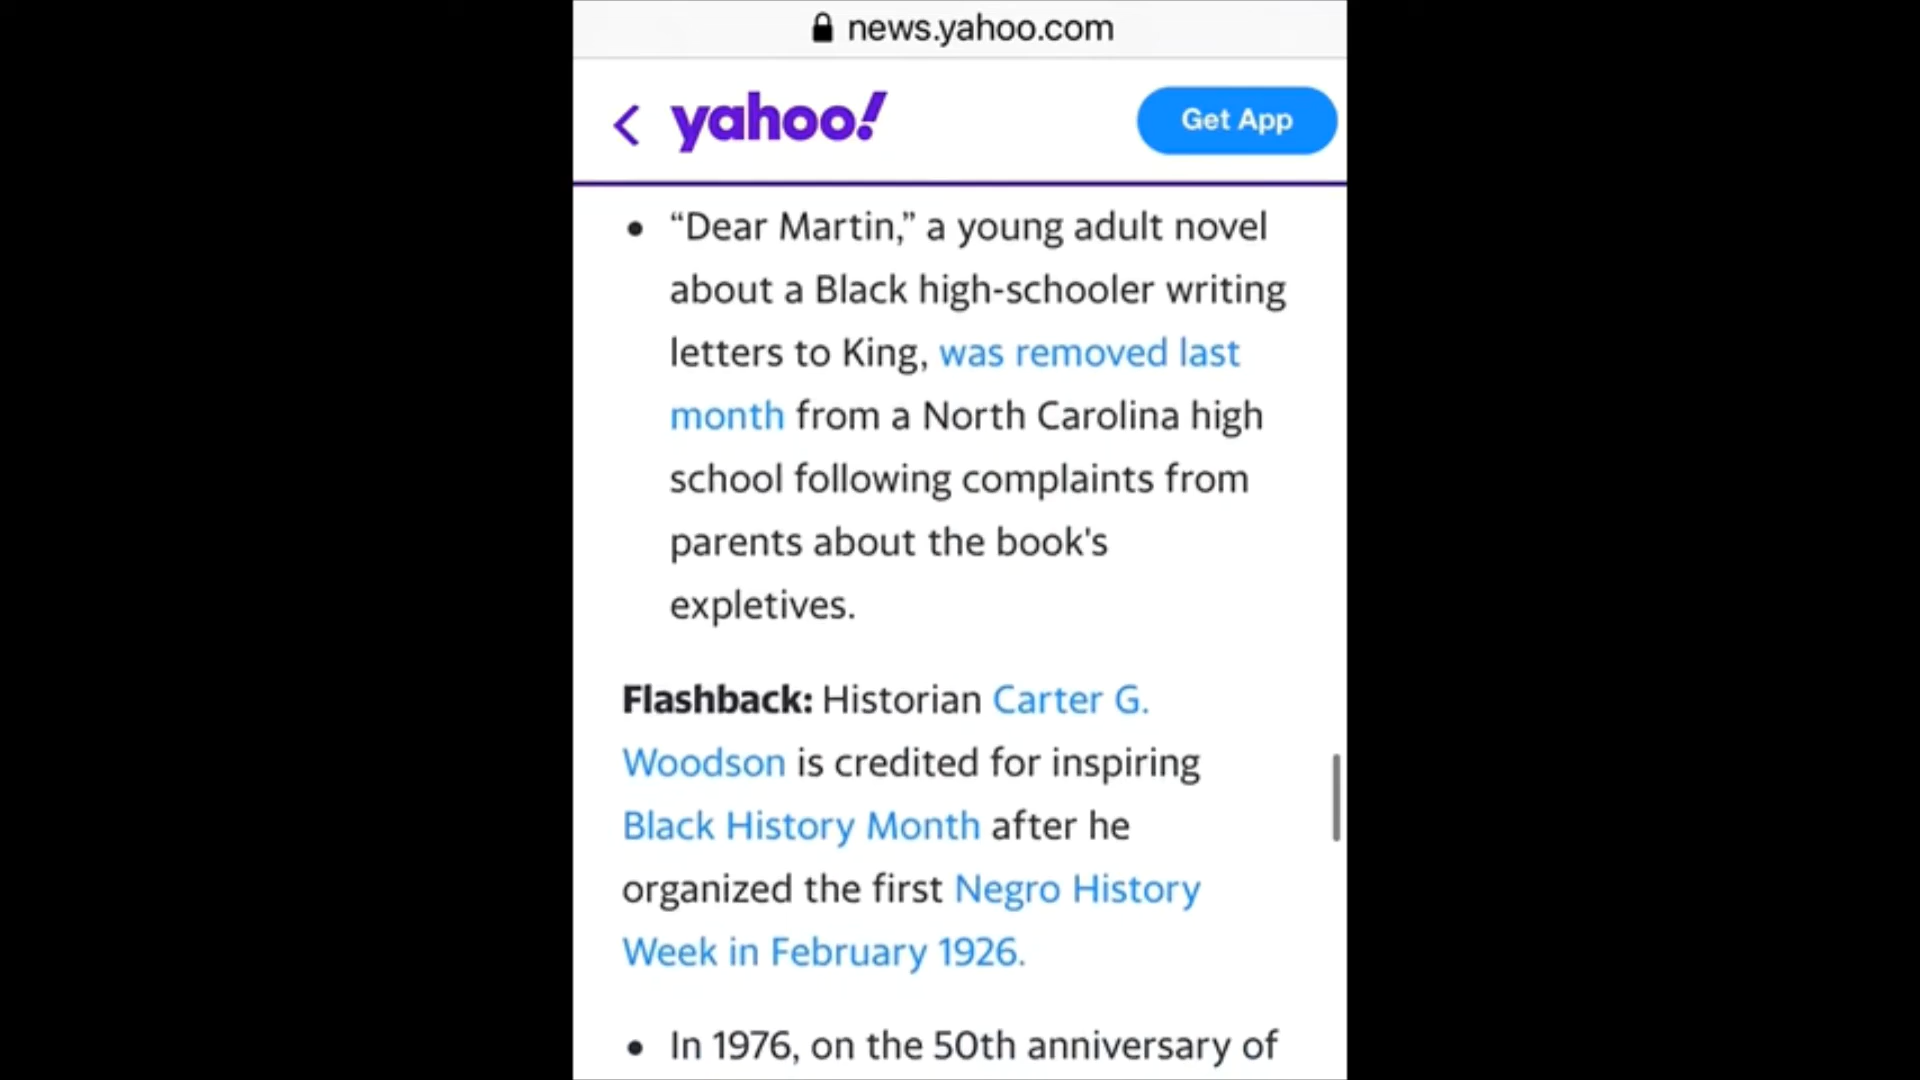 news.yahoo.com
yahoo!
Get App
• “Dear Martin,” a young adult novel
about a Black high-schooler writing
letters to King, was removed last
month from a North Carolina high
school following complaints from
parents about the book's
expletives.
Flashback: Historian Carter G.
Woodson is credited for inspiring
Black History Month after he
organized the first Negro History
Week in February 1926.
• In 1976, on the 50th anniversary of